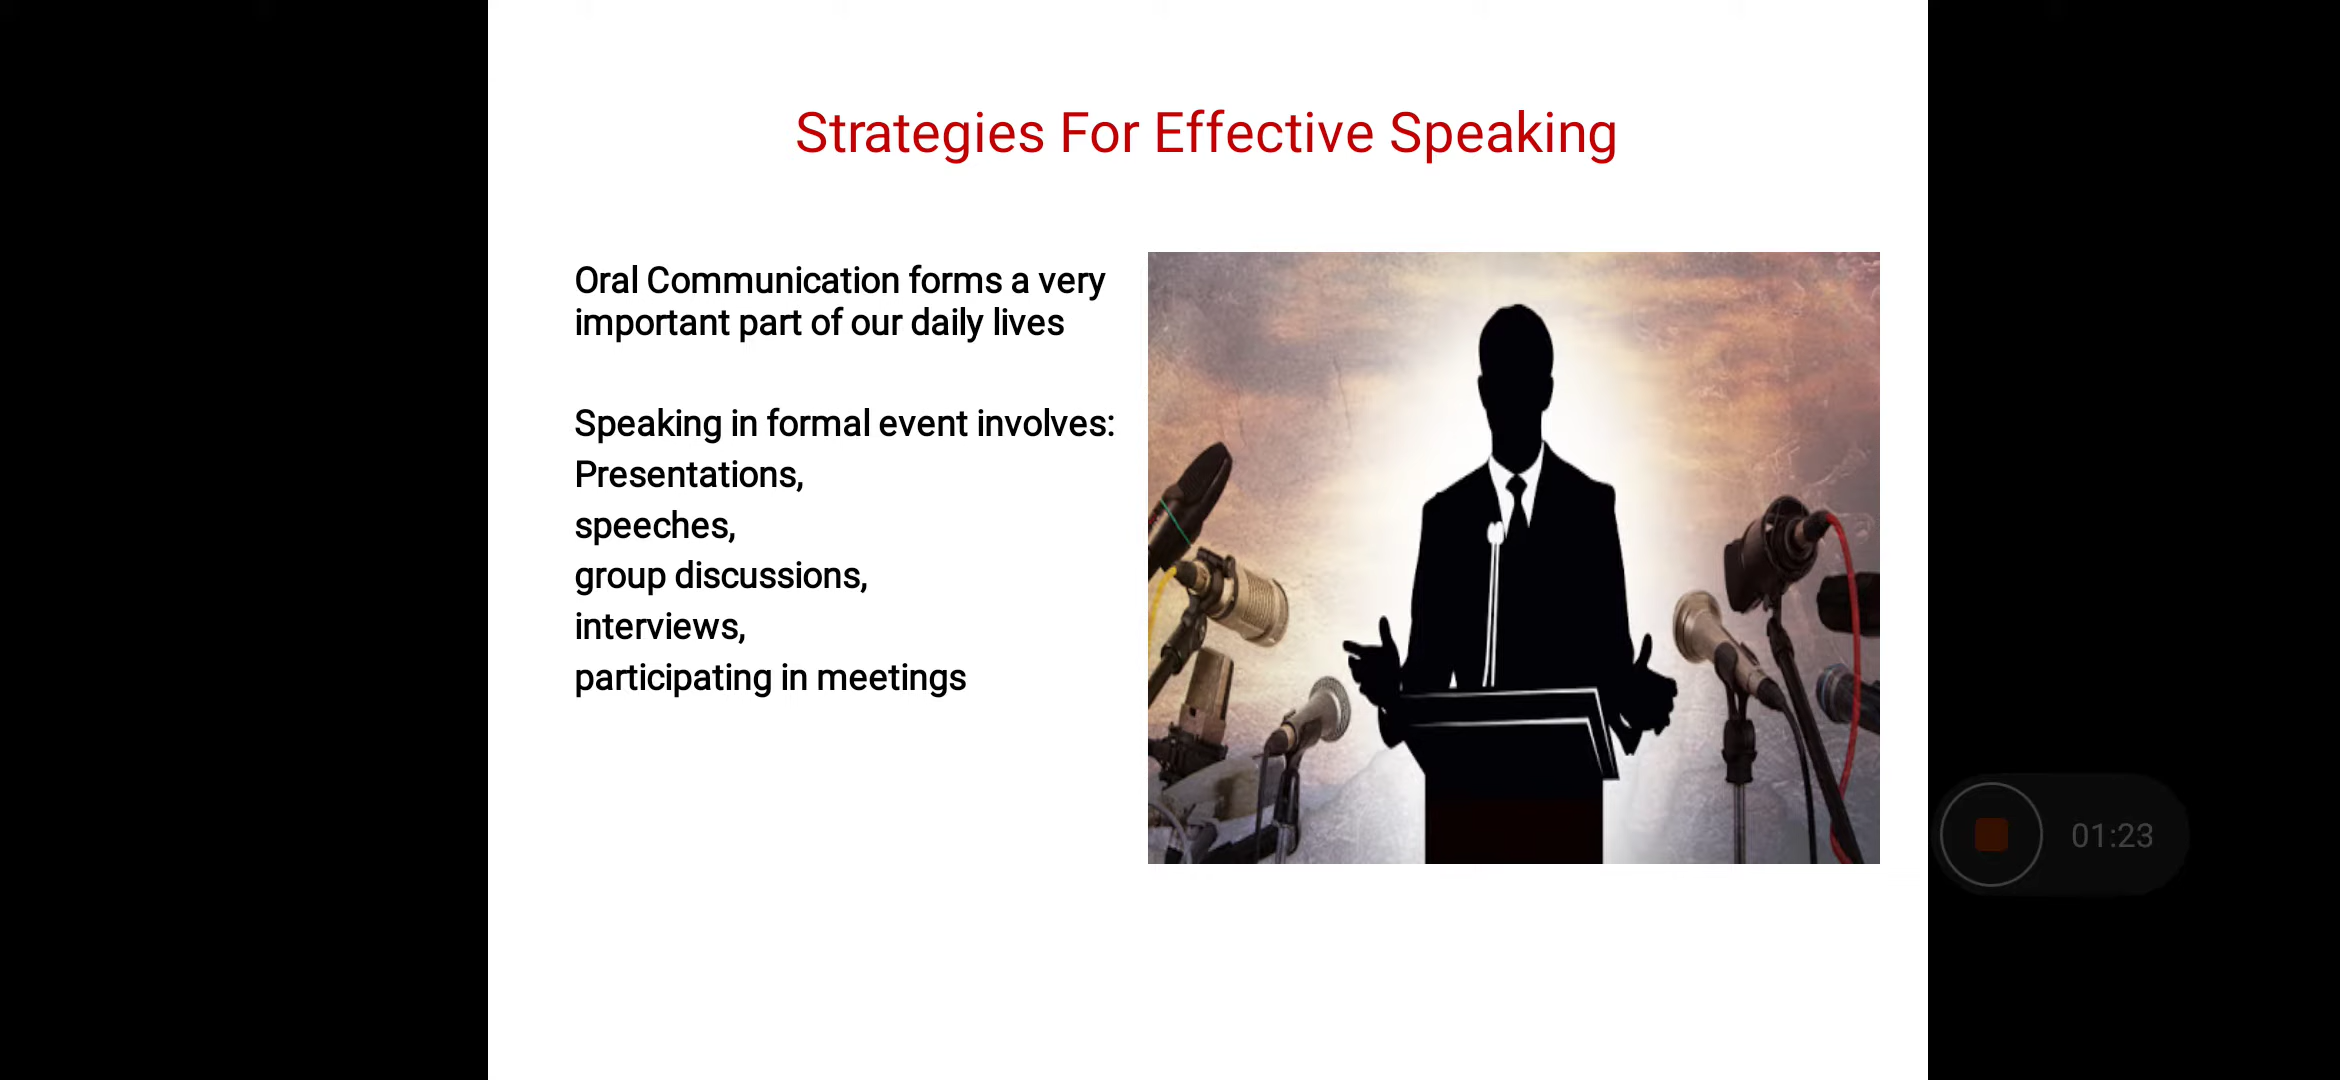 Strategies For Effective Speaking
Oral Communication forms a very
important part of our daily lives
Speaking in formal event involves:
Presentations,
speeches,
group discussions,
interviews,
participating in meetings
01:23